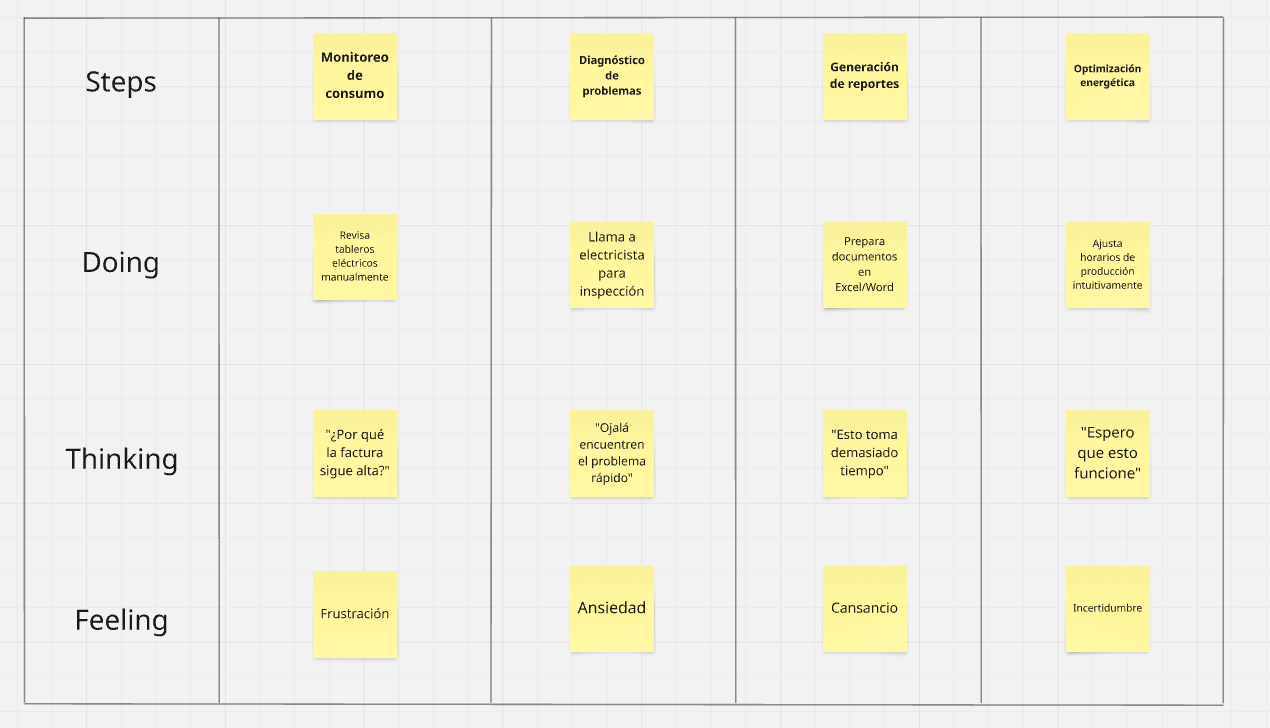 Steps
Monitoreo
de
consumo
Diagnóstico
de
problemas
Generación
de reportes
Optimización
energética
Doing
Revisa
tableros
eléctricos
manualmente
Llama a
electricista
para
inspección
Prepara
documentos
en
Excel/Word
Ajusta
horarios de
producción
intuitivamente
Thinking
"¿Por qué
la factura
sigue alta?"
"Ojalá
encuentren
el problema
rápido"
"Esto toma
demasiado
tiempo"
"Espero
que esto
funcione"
Feeling
Frustración
Ansiedad
Cansancio
Incertidumbre